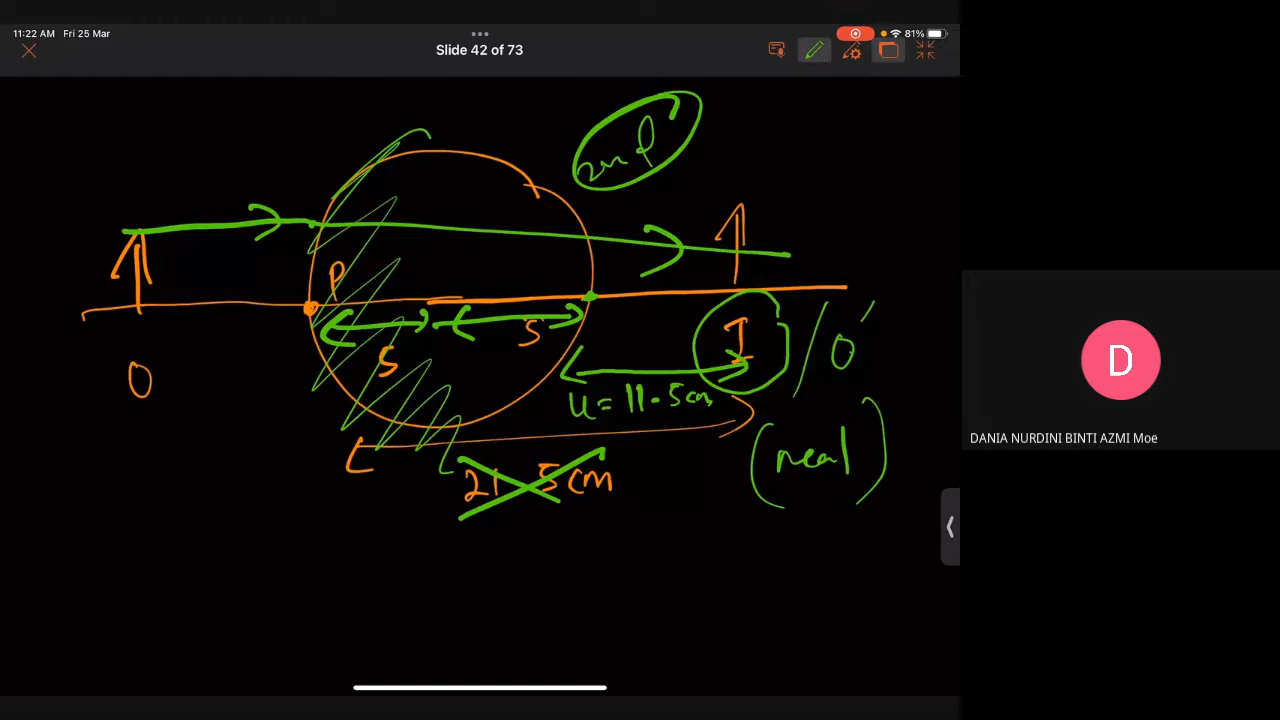 11:22 AM Fri 25 Mar
81%
Slide 42 of 73
2nd P
P
5
5
O
I / O'
u = 11.5cm
(real)
21.5cm
D
DANIA NURDINI BINTI AZMI Moe